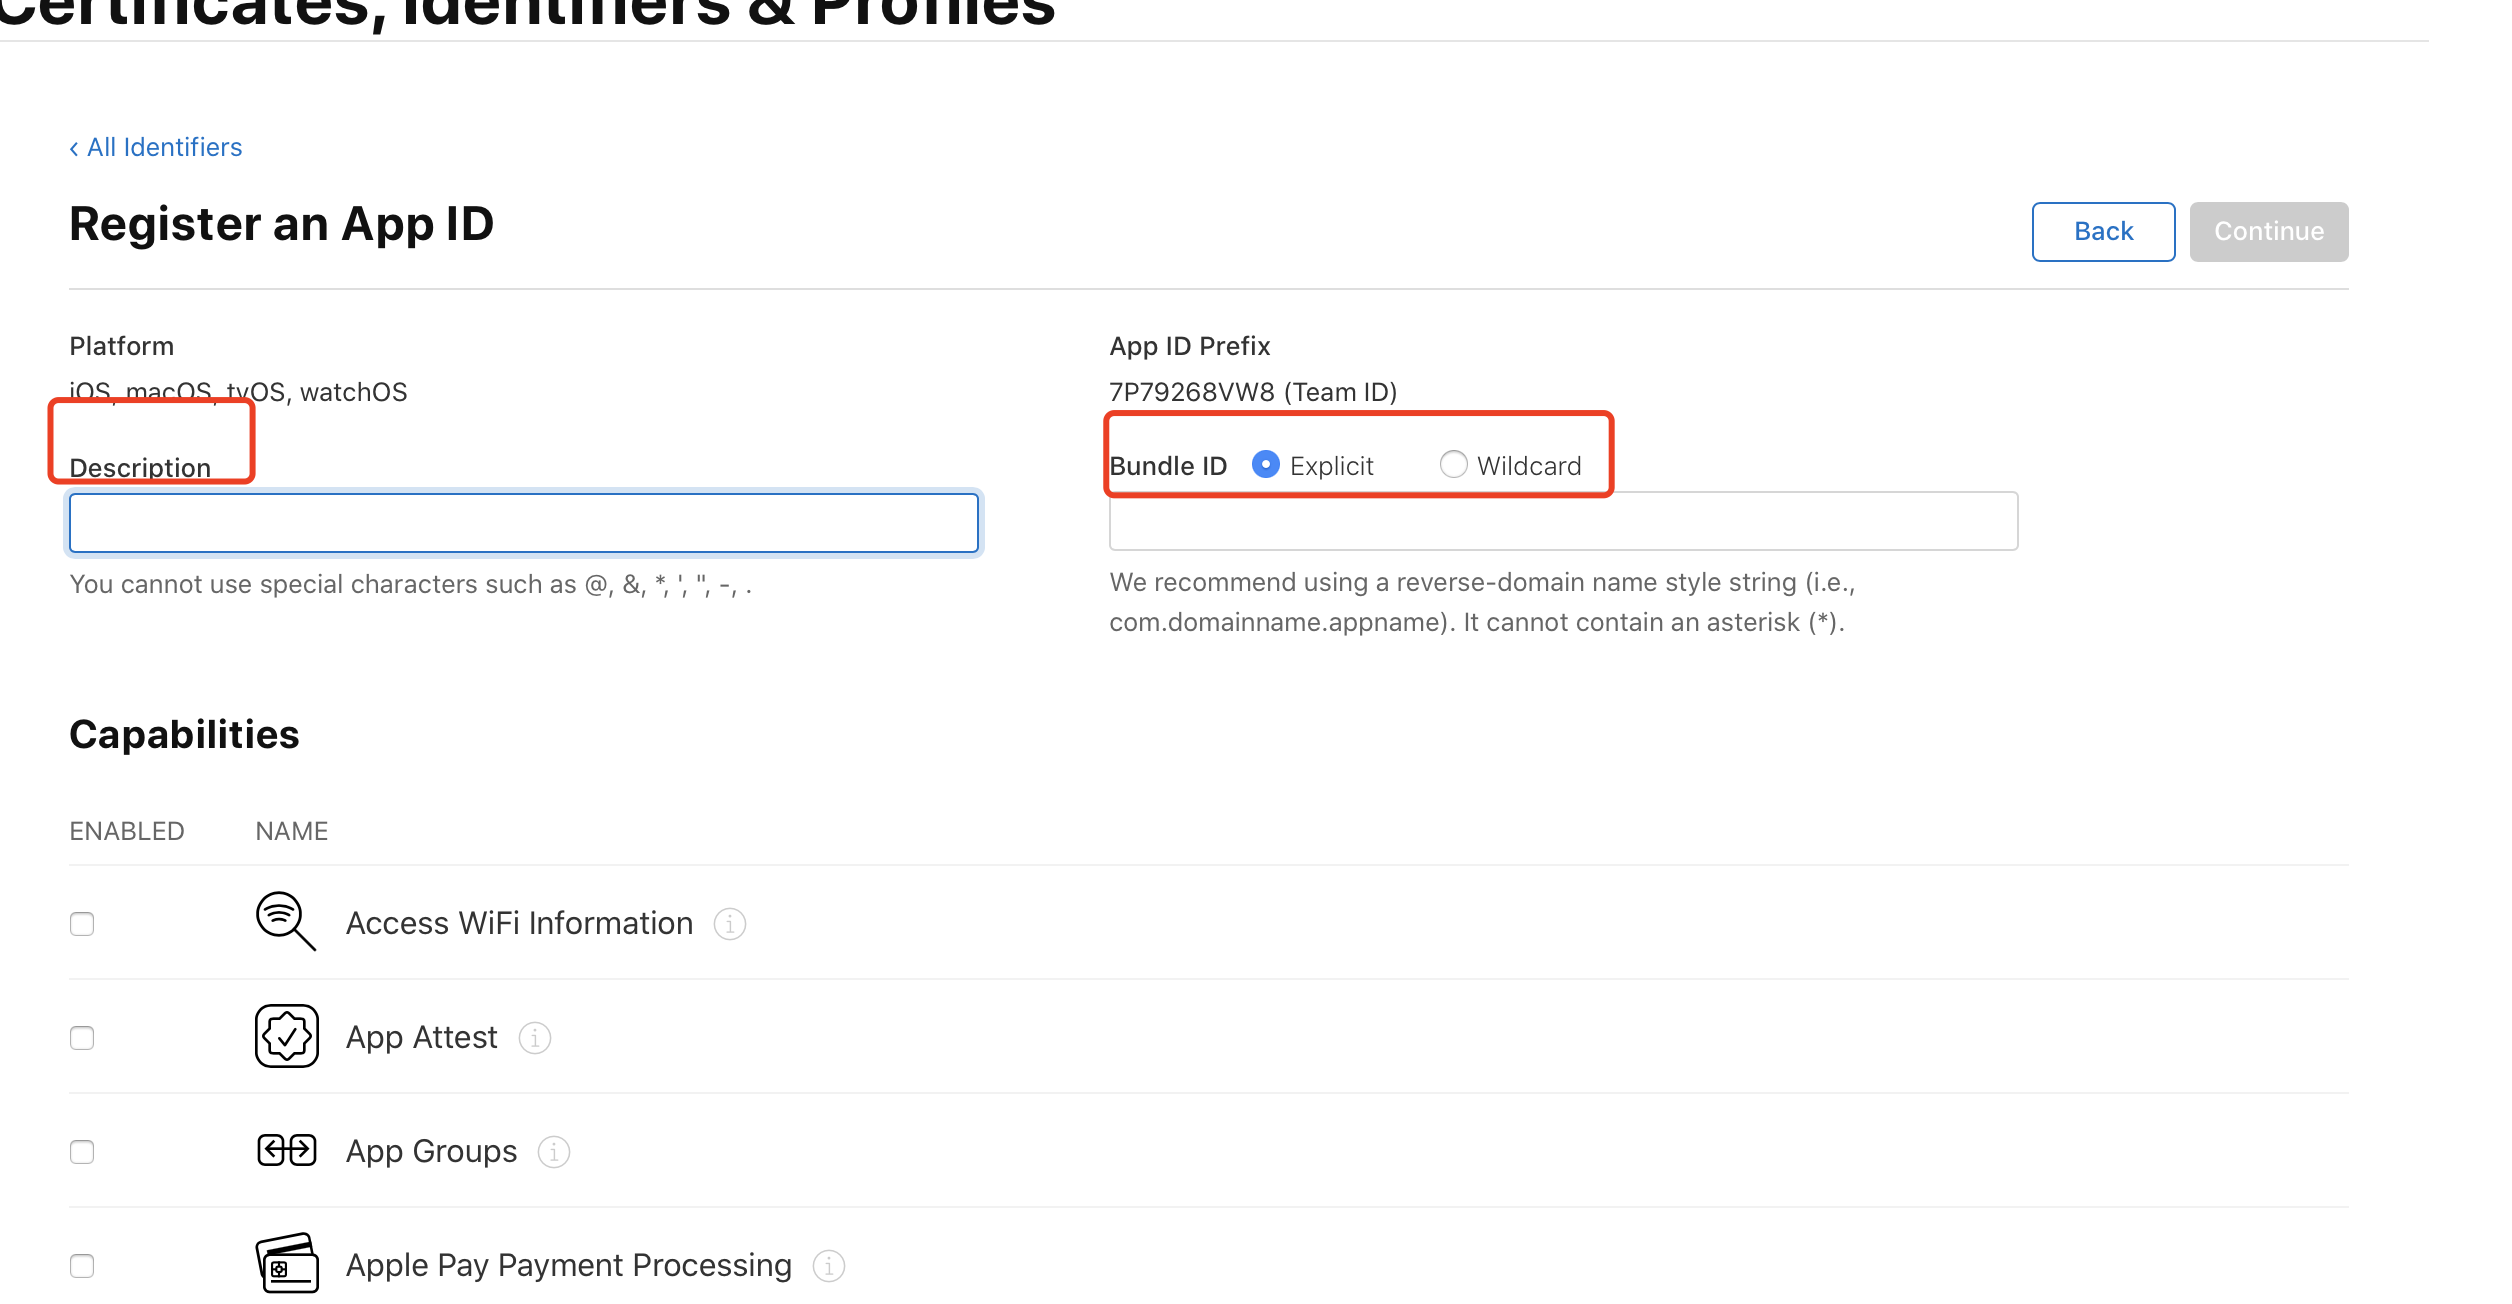 Certificates, Identifiers & Profiles
‹ All Identifiers
Register an App ID
Back
Continue
Platform
iOS, macOS, tvOS, watchOS
App ID Prefix
7P79268VW8 (Team ID)
Description
Bundle ID
Explicit
Wildcard
You cannot use special characters such as @, &, *, ', ", -, .
We recommend using a reverse-domain name style string (i.e.,
com.domainname.appname). It cannot contain an asterisk (*).
Capabilities
ENABLED
NAME
Access WiFi Information
App Attest
App Groups
Apple Pay Payment Processing